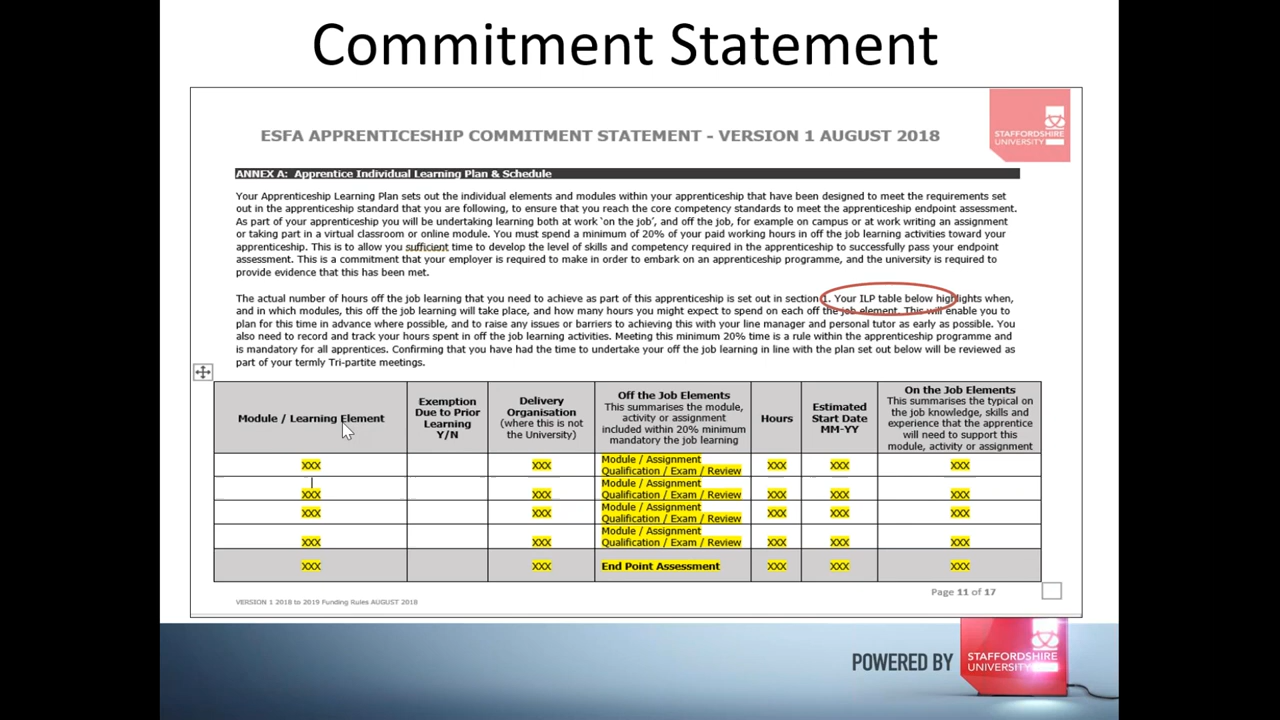 Commitment Statement
ESFA APPRENTICESHIP COMMITMENT STATEMENT - VERSION 1 AUGUST 2018
STAFFORDSHIRE
UNIVERSITY
ANNEX A: Apprentice Individual Learning Plan & Schedule
Your Apprenticeship Learning Plan sets out the individual elements and modules within your apprenticeship that have been designed to meet the requirements set
out in the apprenticeship standard that you are following, to ensure that you reach the core competency standards to meet the apprenticeship endpoint assessment.
As part of your apprenticeship you will be undertaking learning both at work 'on the job', and off the job, for example on campus or at work writing an assignment
or taking part in a virtual classroom or online module. You must spend a minimum of 20% of your paid working hours in off the job learning activities toward your
apprenticeship. This is to allow you sufficient time to develop the level of skills and competency required in the apprenticeship to successfully pass your endpoint
assessment. This is a commitment that your employer is required to make in order to embark on an apprenticeship programme, and the university is required to
provide evidence that this has been met.
The actual number of hours off the job learning that you need to achieve as part of this apprenticeship is set out in section 1. Your ILP table below highlights when,
and in which modules, this off the job learning will take place, and how many hours you might expect to spend on each off the job element. This will enable you to
plan for this time in advance where possible, and to raise any issues or barriers to achieving this with your line manager and personal tutor as early as possible. You
also need to record and track your hours spent in off the job learning activities. Meeting this minimum 20% time is a rule within the apprenticeship programme and
is mandatory for all apprentices. Confirming that you have had the time to undertake your off the job learning in line with the plan set out below will be reviewed as
part of your termly Tri-partite meetings.
Module / Learning Element
Exemption
Due to Prior
Learning
Y/N
Delivery
Organisation
(where this is not
the University)
Off the Job Elements
This summarises the module,
activity or assignment
included within 20% minimum
mandatory the job learning
Hours
Estimated
Start Date
MM-YY
On the Job Elements
This summarises the typical on
the job knowledge, skills and
experience that the apprentice
will need to support this
module, activity or assignment
XXX XXX Module / Assignment
Qualification / Exam / Review XXX XXX XXX
XXX XXX Module / Assignment
Qualification / Exam / Review XXX XXX XXX
XXX XXX Module / Assignment
Qualification / Exam / Review XXX XXX XXX
XXX XXX Module / Assignment
Qualification / Exam / Review XXX XXX XXX
XXX XXX End Point Assessment XXX XXX XXX
Page 11 of 17
VERSION 1 2018 to 2019 Funding Rules AUGUST 2018
POWERED BY
STAFFORDSHIRE
UNIVERSITY